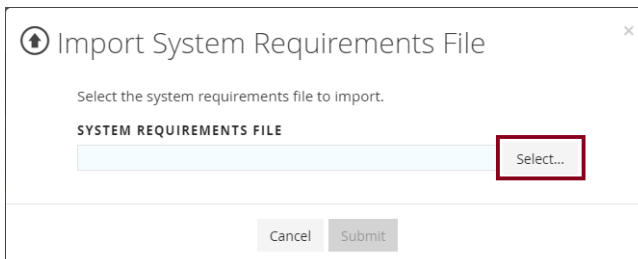 Import System Requirements File
Select the system requirements file to import.
SYSTEM REQUIREMENTS FILE
Select...
Cancel Submit